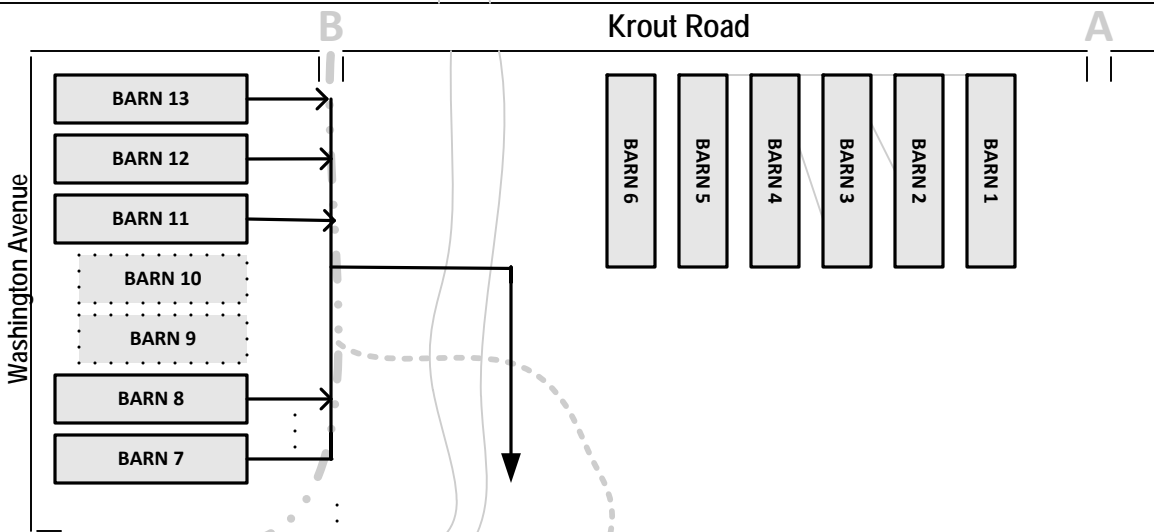 B
Krout Road
A
Washington Avenue
BARN 13
BARN 12
BARN 11
BARN 10
BARN 9
BARN 8
BARN 7
BARN 6
BARN 5
BARN 4
BARN 3
BARN 2
BARN 1